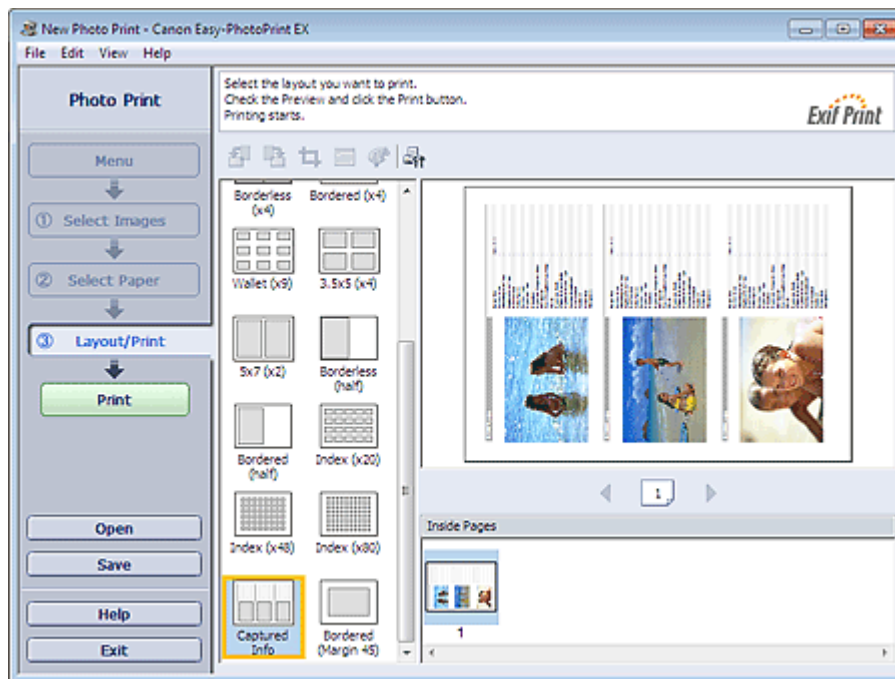 New Photo Print - Canon Easy-PhotoPrint EX
File Edit View Help
Photo Print
Select the layout you want to print.
Check the Preview and click the Print button.
Printing starts.
Exif Print
Menu
① Select Images
② Select Paper
③ Layout/Print
Print
Open
Save
Help
Exit
Borderless (x4)
Bordered (x4)
Wallet (x9)
3.5x5 (x4)
5x7 (x2)
Borderless (half)
Bordered (half)
Index (x20)
Index (x48)
Index (x80)
Captured Info
Bordered (Margin 45)
1
Inside Pages
1